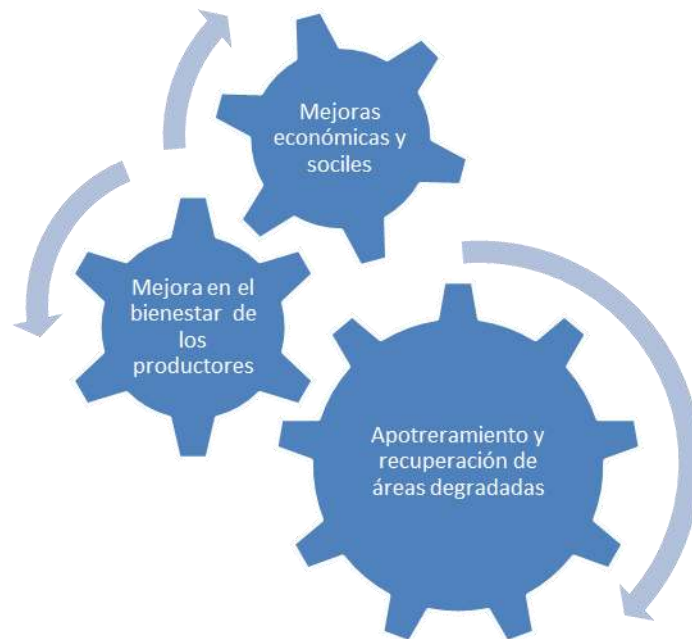 Mejoras
económicas y
sociles
Mejora en el
bienestar de
los
productores
Apotreramiento y
recuperación de
áreas degradadas